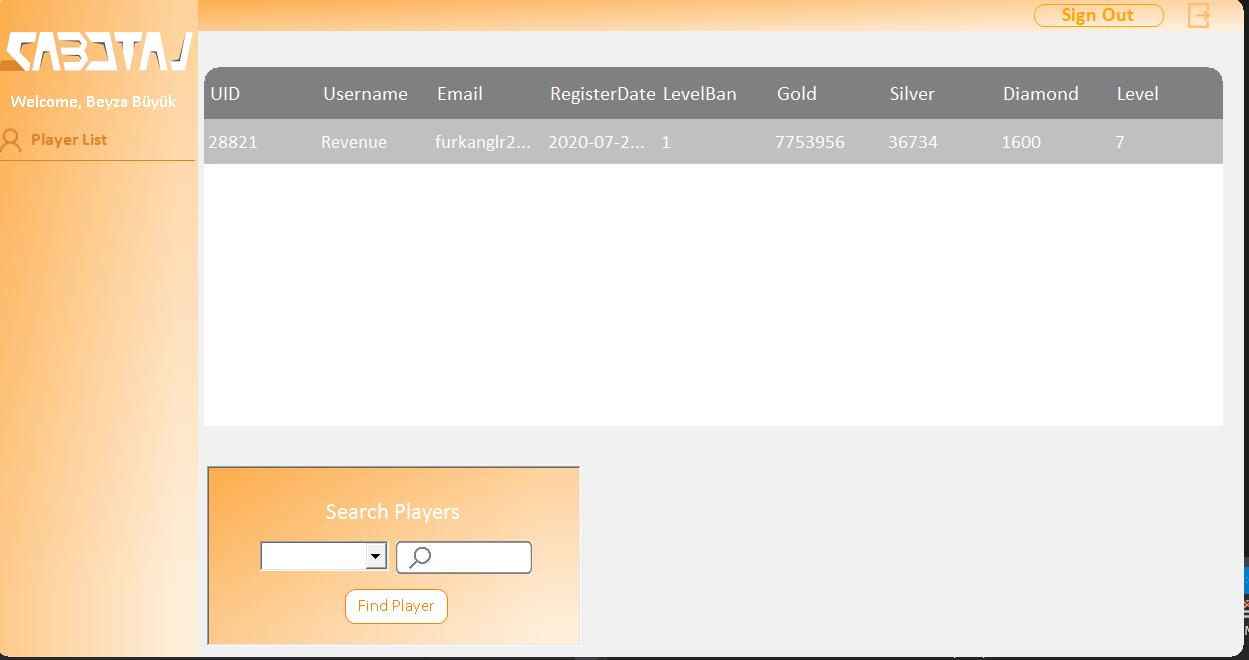 Sign Out
SABOTAJ
Welcome, Beyza Büyük
Player List
UID Username Email RegisterDate LevelBan Gold Silver Diamond Level
28821 Revenue furkanglr2... 2020-07-2... 1 7753956 36734 1600 7
Search Players
Find Player